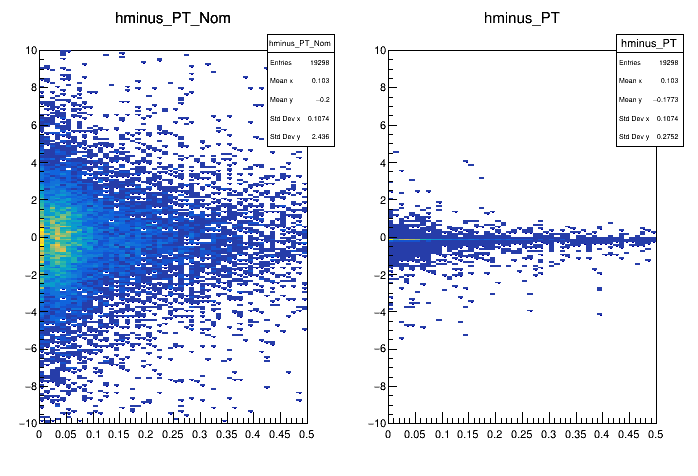 hminus_PT_Nom
hminus_PT_Nom
Entries 19298
Mean x 0.103
Mean y −0.2
Std Dev x 0.1074
Std Dev y 2.436
10
8
6
4
2
0
−2
−4
−6
−8
−10
0 0.05 0.1 0.15 0.2 0.25 0.3 0.35 0.4 0.45 0.5
hminus_PT
hminus_PT
Entries 19298
Mean x 0.103
Mean y −0.1773
Std Dev x 0.1074
Std Dev y 0.2752
10
8
6
4
2
0
−2
−4
−6
−8
−10
0 0.05 0.1 0.15 0.2 0.25 0.3 0.35 0.4 0.45 0.5